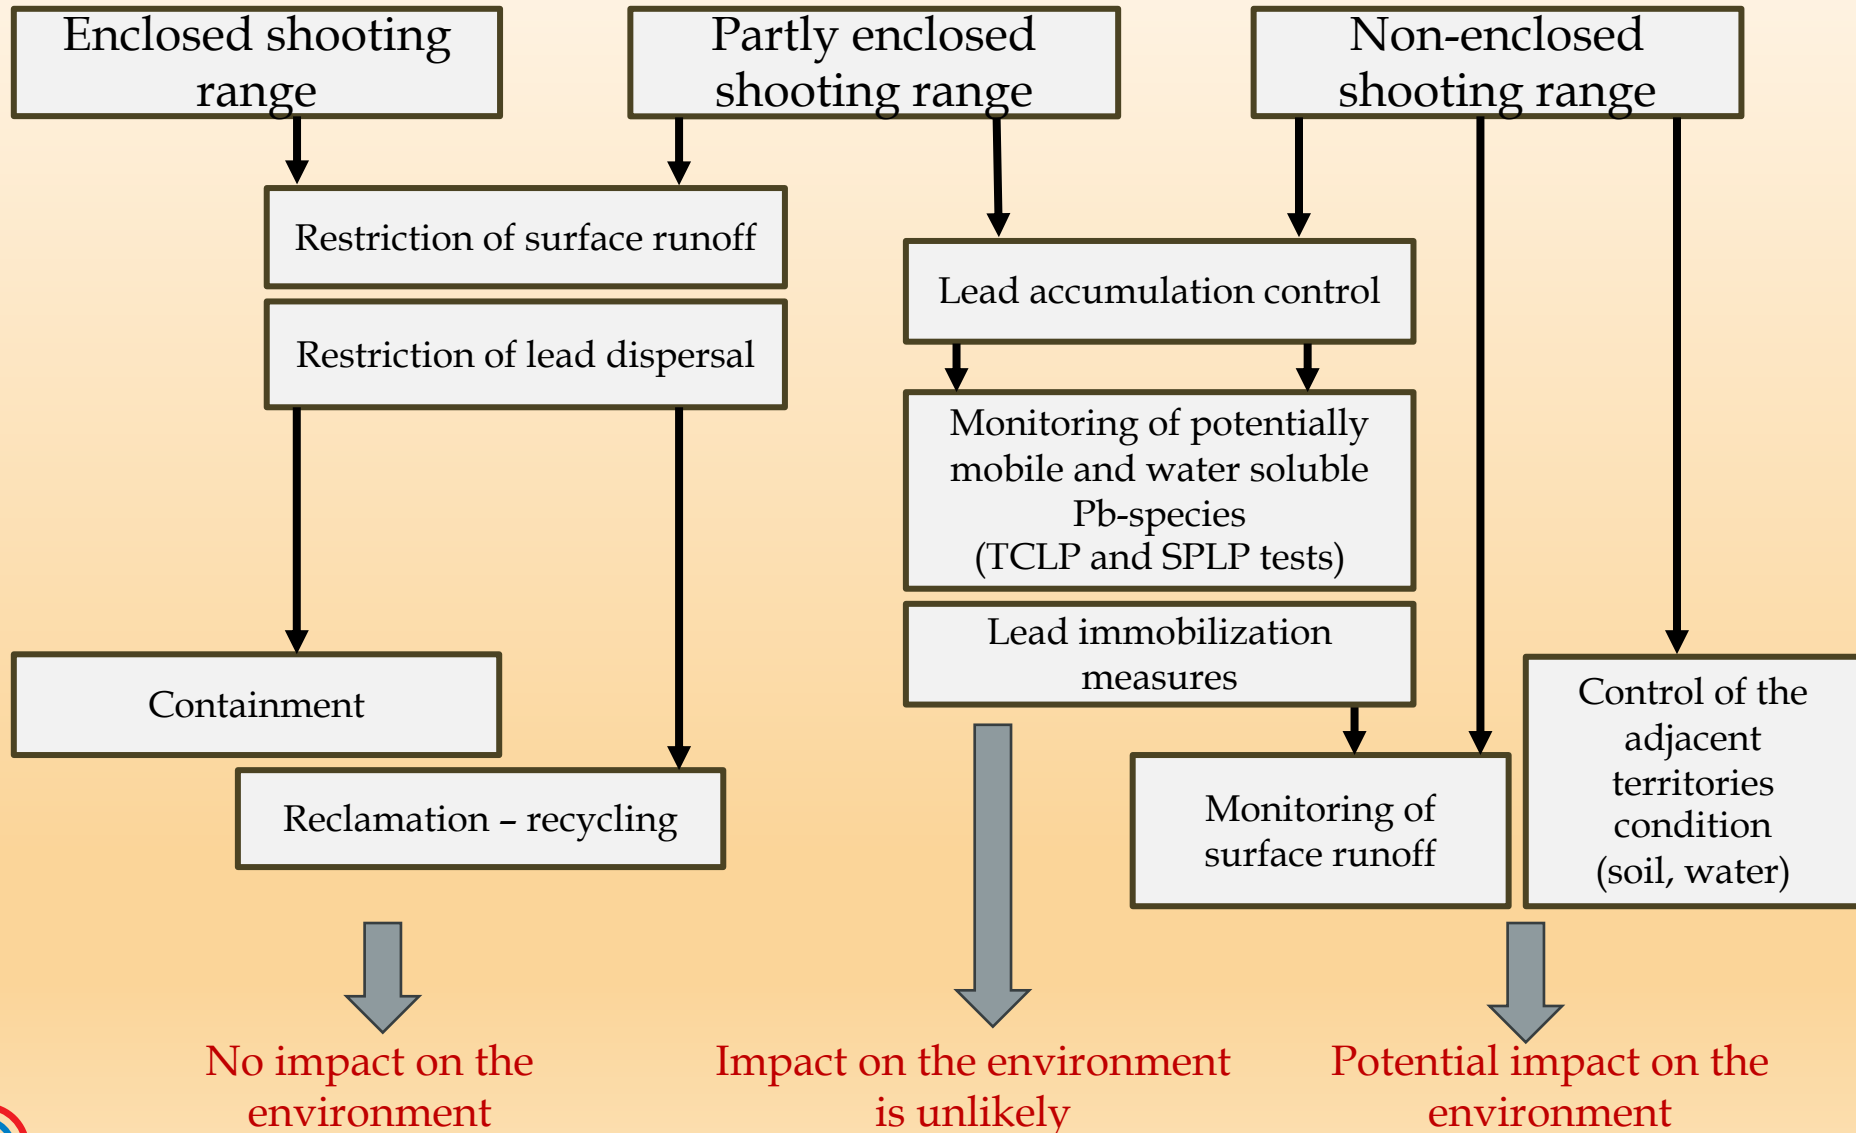 Enclosed shooting
range
Partly enclosed
shooting range
Non-enclosed
shooting range
Restriction of surface runoff
Restriction of lead dispersal
Lead accumulation control
Monitoring of potentially
mobile and water soluble
Pb-species
(TCLP and SPLP tests)
Lead immobilization
measures
Containment
Reclamation – recycling
Monitoring of
surface runoff
Control of the
adjacent
territories
condition
(soil, water)
No impact on the
environment
Impact on the environment
is unlikely
Potential impact on the
environment